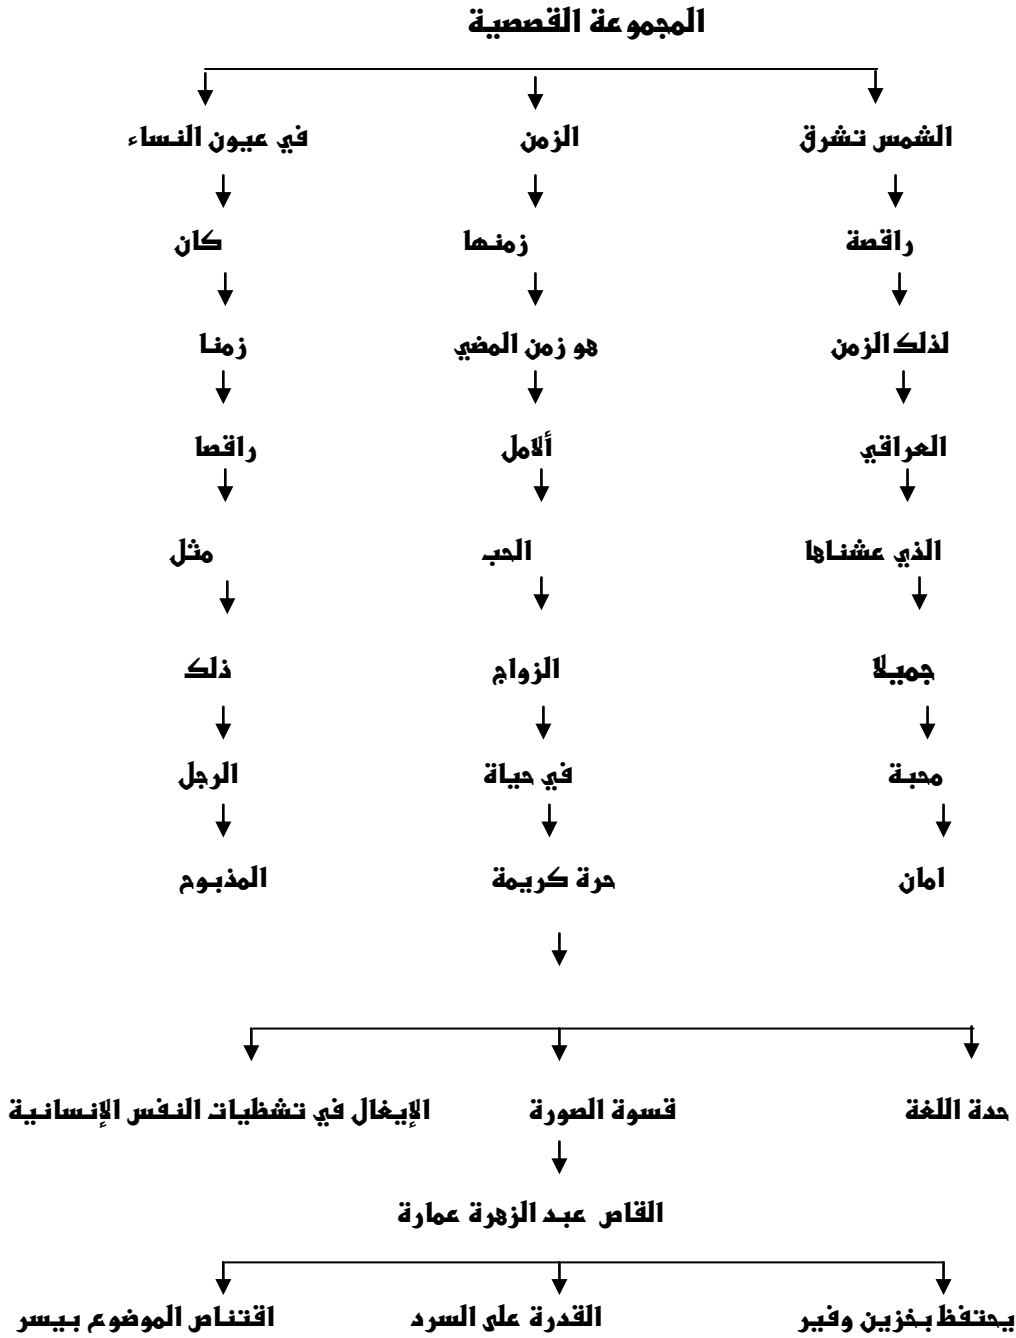 المجموعة القصصية
الشمس تشرق الزمن في عيون النساء
راقصة زمنها كان
لذلك الزمن هو زمن المضي زمنا
العراقي ألامل راقصا
الذي عشناها الحب مثل
جميلا الزواج ذلك
محبة في حياة الرجل
امان حرة كريمة المذبوح
حدة اللغة قسوة الصورة الإيغال في تشظيات النفس الإنسانية
القاص عبد الزهرة عمارة
يحتفظ بخزين وفير القدرة على السرد اقتناص الموضوع بيسر